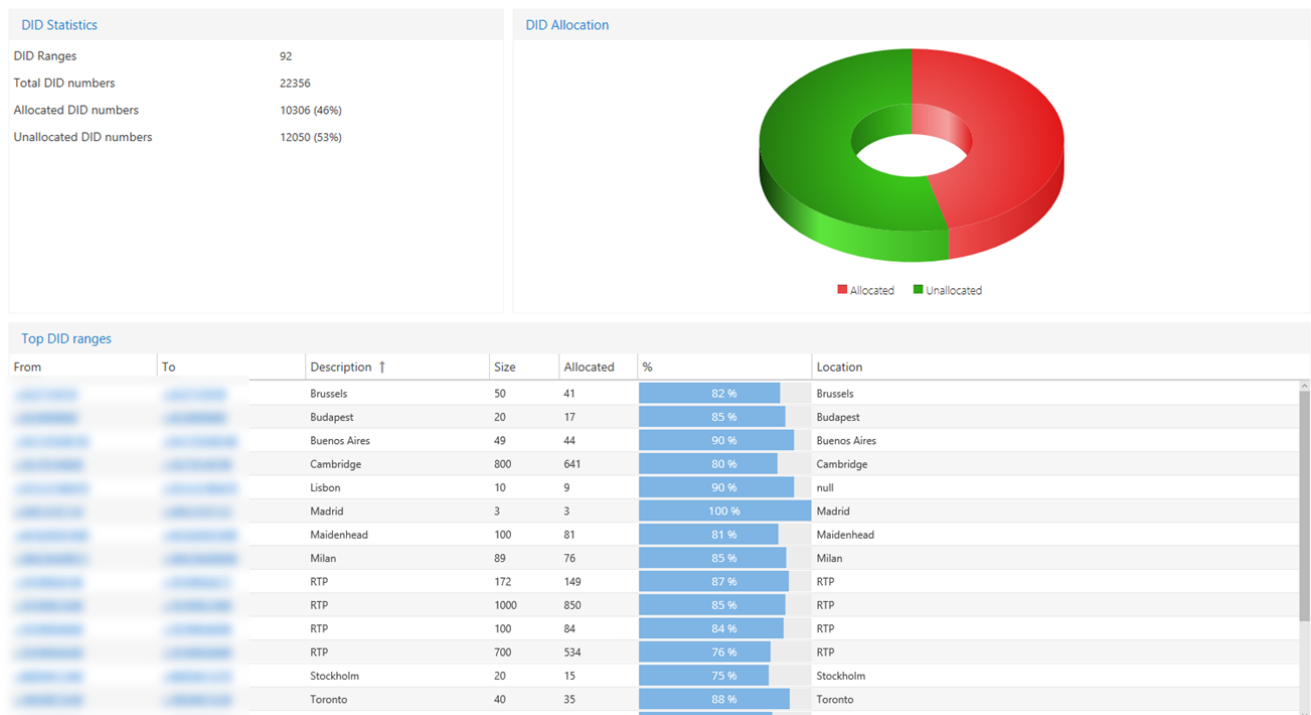 DID Statistics
DID Ranges 92
Total DID numbers 22356
Allocated DID numbers 10306 (46%)
Unallocated DID numbers 12050 (53%)
DID Allocation
Allocated Unallocated
Top DID ranges
From To Description ↑ Size Allocated % Location
Brussels 50 41 82 % Brussels
Budapest 20 17 85 % Budapest
Buenos Aires 49 44 90 % Buenos Aires
Cambridge 800 641 80 % Cambridge
Lisbon 10 9 90 % null
Madrid 3 3 100 % Madrid
Maidenhead 100 81 81 % Maidenhead
Milan 89 76 85 % Milan
RTP 172 149 87 % RTP
RTP 1000 850 85 % RTP
RTP 100 84 84 % RTP
RTP 700 534 76 % RTP
Stockholm 20 15 75 % Stockholm
Toronto 40 35 88 % Toronto